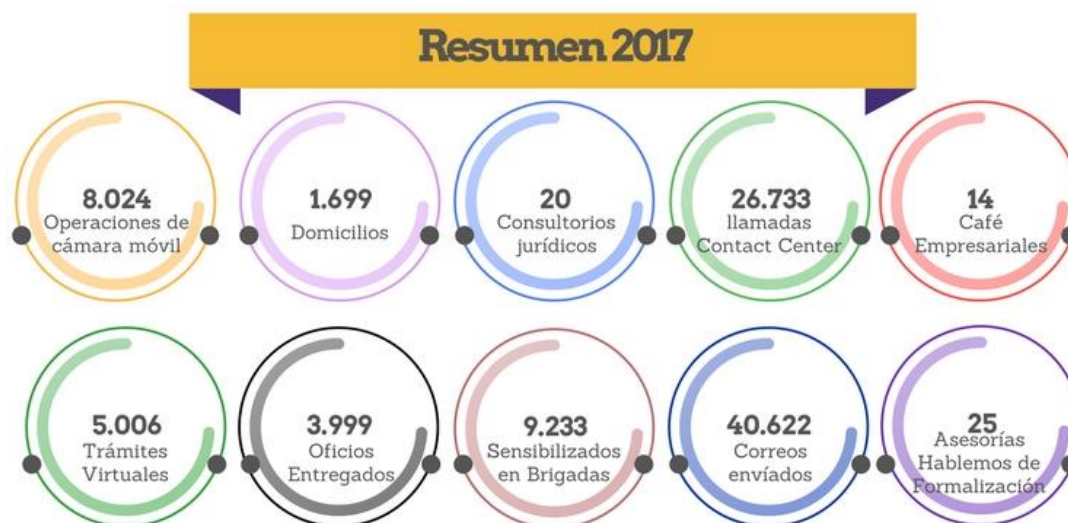 Resumen 2017
8.024
Operaciones de
cámara móvil
1.699
Domicilios
20
Consultorios
jurídicos
26.733
llamadas
Contact Center
14
Café
Empresariales
5.006
Trámites
Virtuales
3.999
Oficios
Entregados
9.233
Sensibilizados
en Brigadas
40.622
Correos
envíados
25
Asesorías
Hablemos de
Formalización